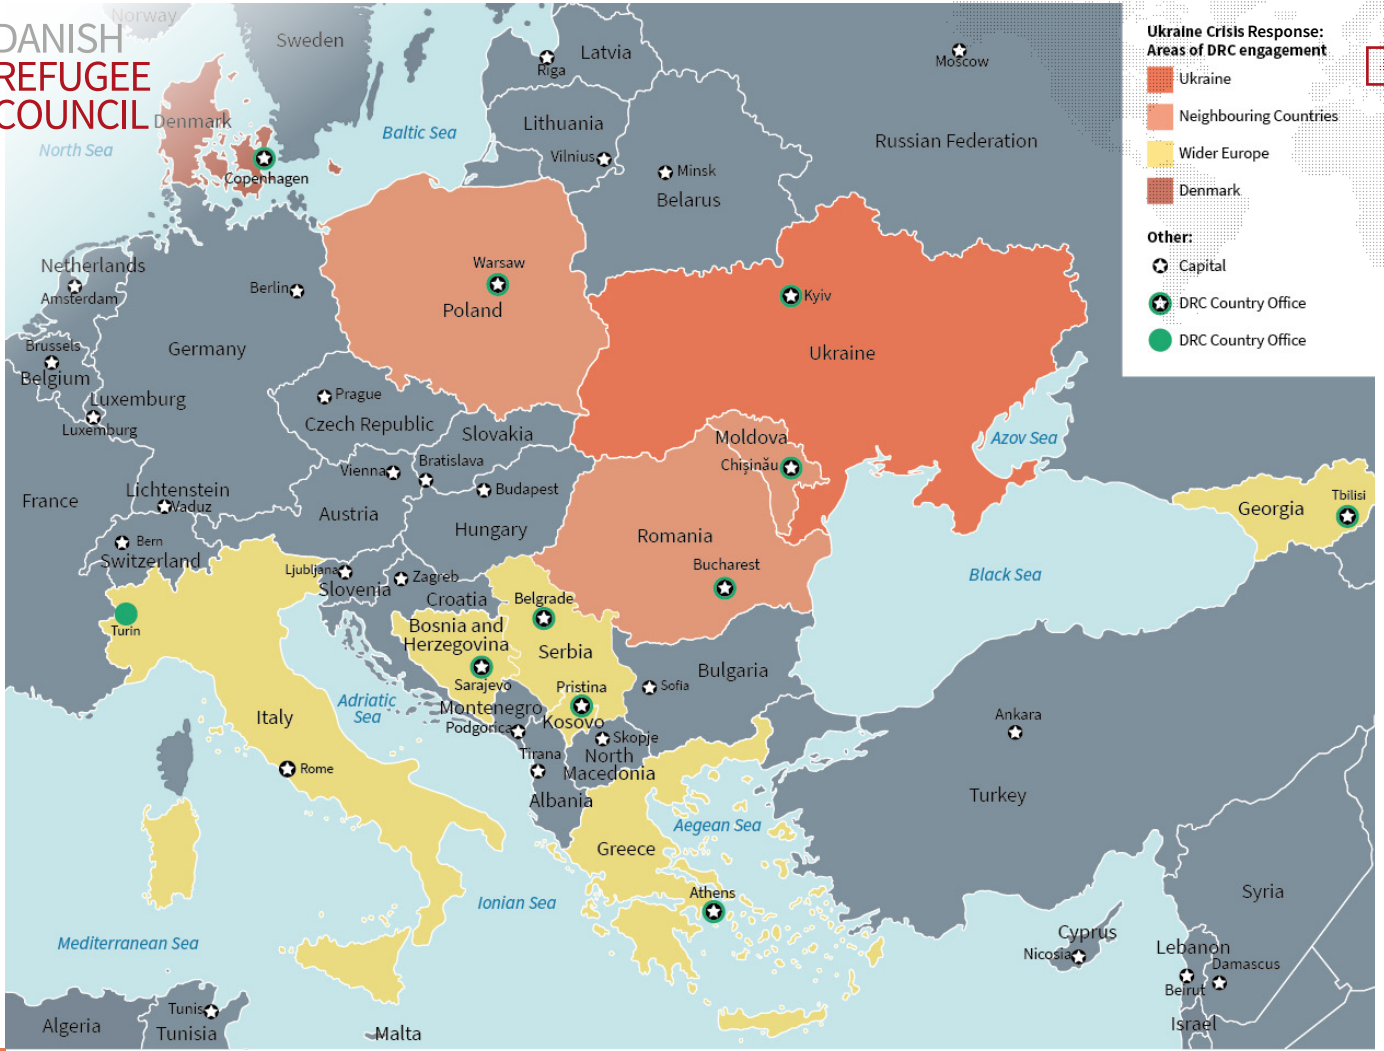 DANISH
REFUGEE
COUNCIL
Ukraine Crisis Response:
Areas of DRC engagement
Ukraine
Neighbouring Countries
Wider Europe
Denmark
Other:
Capital
DRC Country Office
DRC Country Office
Norway
Sweden
Latvia
Riga
Moscow
Denmark
Baltic Sea
Lithuania
Russian Federation
North Sea
Vilnius
Minsk
Copenhagen
Belarus
Netherlands
Amsterdam
Berlin
Warsaw
Poland
Kyiv
Ukraine
Brussels
Belgium
Germany
Luxemburg
Luxemburg
Prague
Czech Republic
Slovakia
Moldova
Azov Sea
Vienna
Bratislava
Chișinău
France
Lichtenstein
Vaduz
Budapest
Austria
Hungary
Romania
Georgia
Tbilisi
Bern
Switzerland
Ljubljana
Slovenia
Zagreb
Croatia
Bucharest
Black Sea
Turin
Belgrade
Bosnia and
Herzegovina
Serbia
Sarajevo
Pristina
Bulgaria
Sofia
Adriatic
Sea
Montenegro
Italy
Podgorica
Kosovo
Skopje
Ankara
Rome
Tirana
North
Macedonia
Albania
Turkey
Aegean Sea
Greece
Athens
Syria
Ionian Sea
Mediterranean Sea
Cyprus
Nicosia
Lebanon
Damascus
Beirut
Tunis
Algeria
Tunisia
Malta
Israel